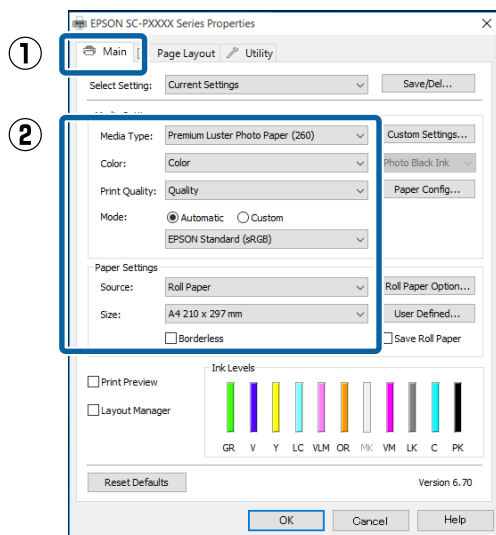 EPSON SC-PXXXX Series Properties
① Main Page Layout Utility
Select Setting: Current Settings Save/Del...
②
Media Type: Premium Luster Photo Paper (260) Custom Settings...
Color: Color Photo Black Ink
Print Quality: Quality Paper Config...
Mode: Automatic Custom
EPSON Standard (sRGB)
Paper Settings
Source: Roll Paper Roll Paper Option...
Size: A4 210 x 297 mm User Defined...
Borderless Save Roll Paper
Ink Levels
Print Preview
Layout Manager
GR V Y LC VLM OR MK VM LK C PK
Reset Defaults Version 6.70
OK Cancel Help